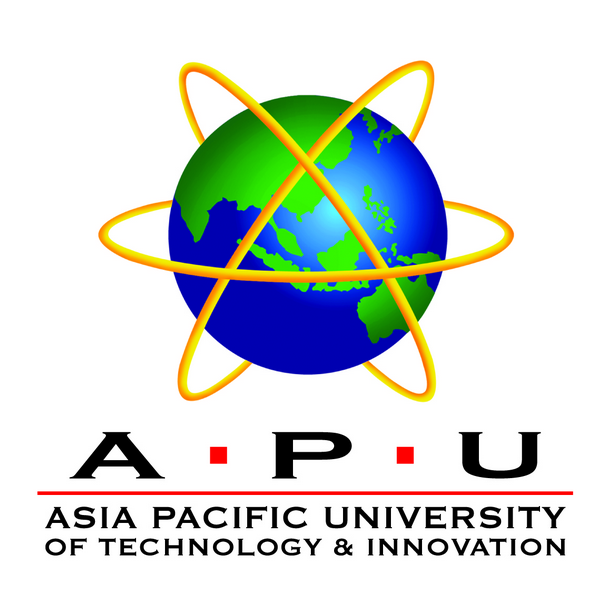 A·P·U
ASIA PACIFIC UNIVERSITY
OF TECHNOLOGY & INNOVATION